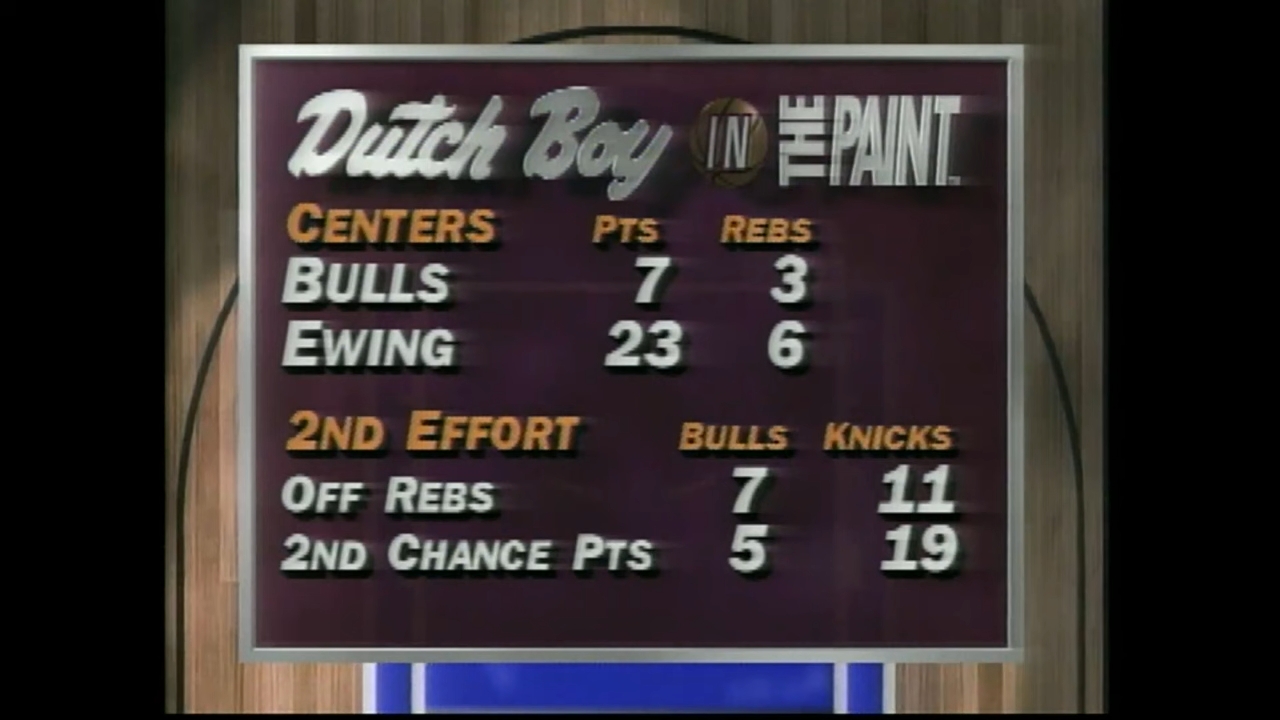 Dutch Boy IN THE PAINT
CENTERS PTS REBS
BULLS 7 3
EWING 23 6
2ND EFFORT BULLS KNICKS
OFF REBS 7 11
2ND CHANCE PTS 5 19